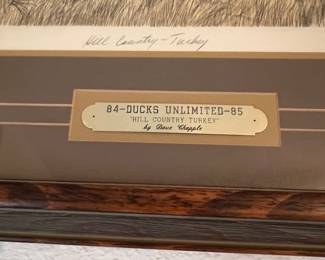 Hill Country - Turkey
84-DUCKS UNLIMITED-85
"HILL COUNTRY TURKEY"
by Dave Chapple